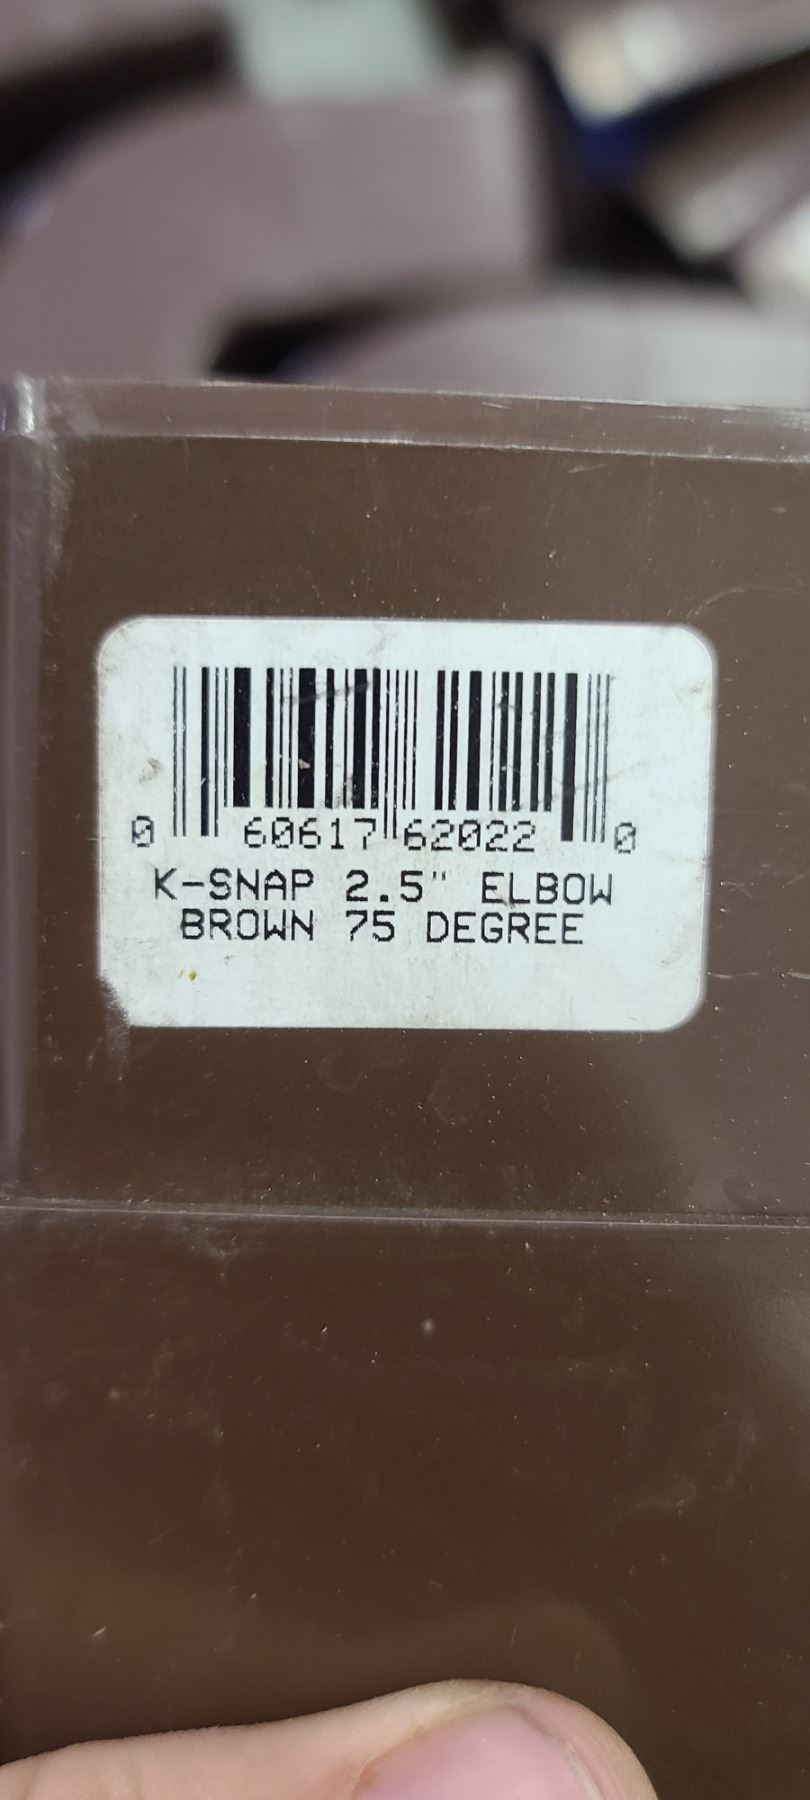 0 60617 62022 0
K-SNAP 2.5" ELBOW
BROWN 75 DEGREE